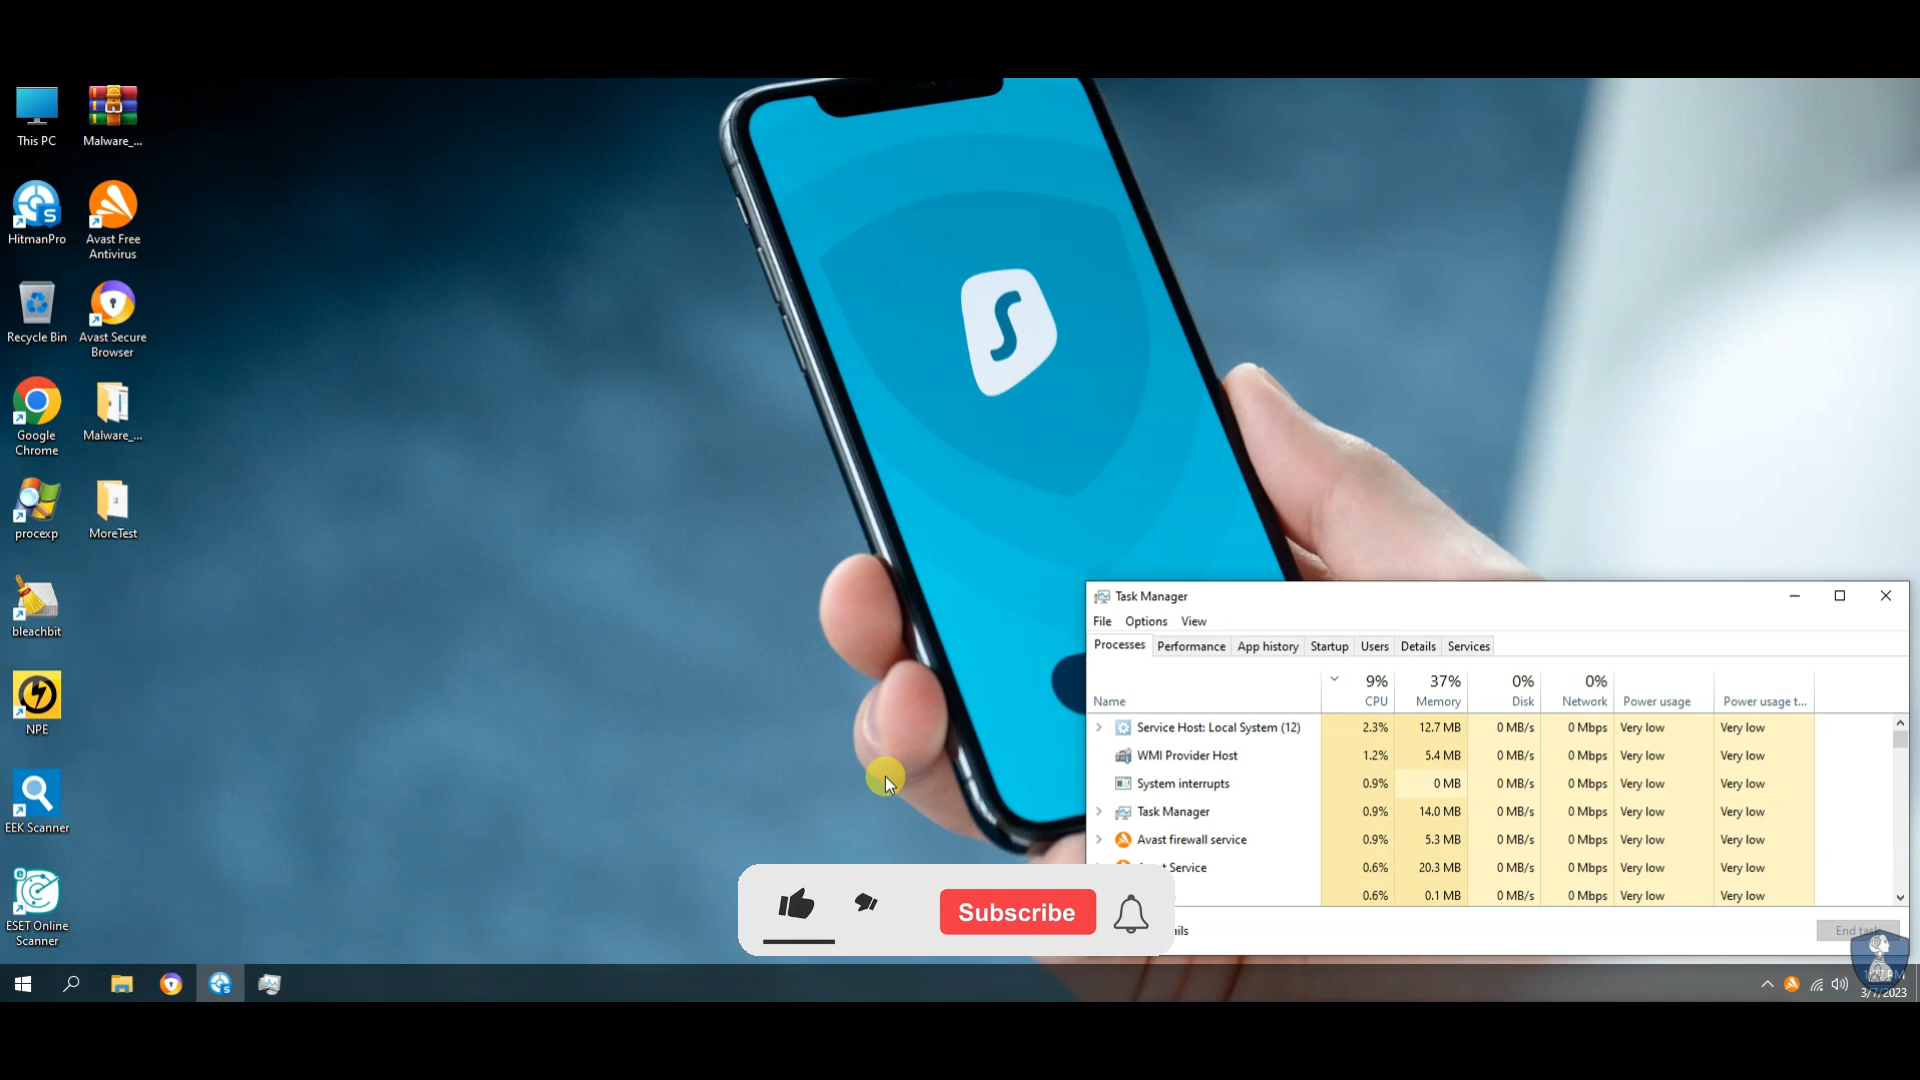 This PC
Malware_...
HitmanPro
Avast Free
Antivirus
Recycle Bin
Avast Secure
Browser
Google
Chrome
Malware_...
procexp
MoreTest
bleachbit
NPE
EEK Scanner
ESET Online
Scanner
S
Task Manager
File Options View
Processes Performance App history Startup Users Details Services
9% 37% 0% 0%
Name CPU Memory Disk Network Power usage Power usage t...
Service Host: Local System (12) 2.3% 12.7 MB 0 MB/s 0 Mbps Very low Very low
WMI Provider Host 1.2% 5.4 MB 0 MB/s 0 Mbps Very low Very low
System interrupts 0.9% 0 MB 0 MB/s 0 Mbps Very low Very low
Task Manager 0.9% 14.0 MB 0 MB/s 0 Mbps Very low Very low
Avast firewall service 0.9% 5.3 MB 0 MB/s 0 Mbps Very low Very low
Service 0.6% 20.3 MB 0 MB/s 0 Mbps Very low Very low
0.6% 0.1 MB 0 MB/s 0 Mbps Very low Very low
End task
Subscribe
1:27 PM
3/7/2023